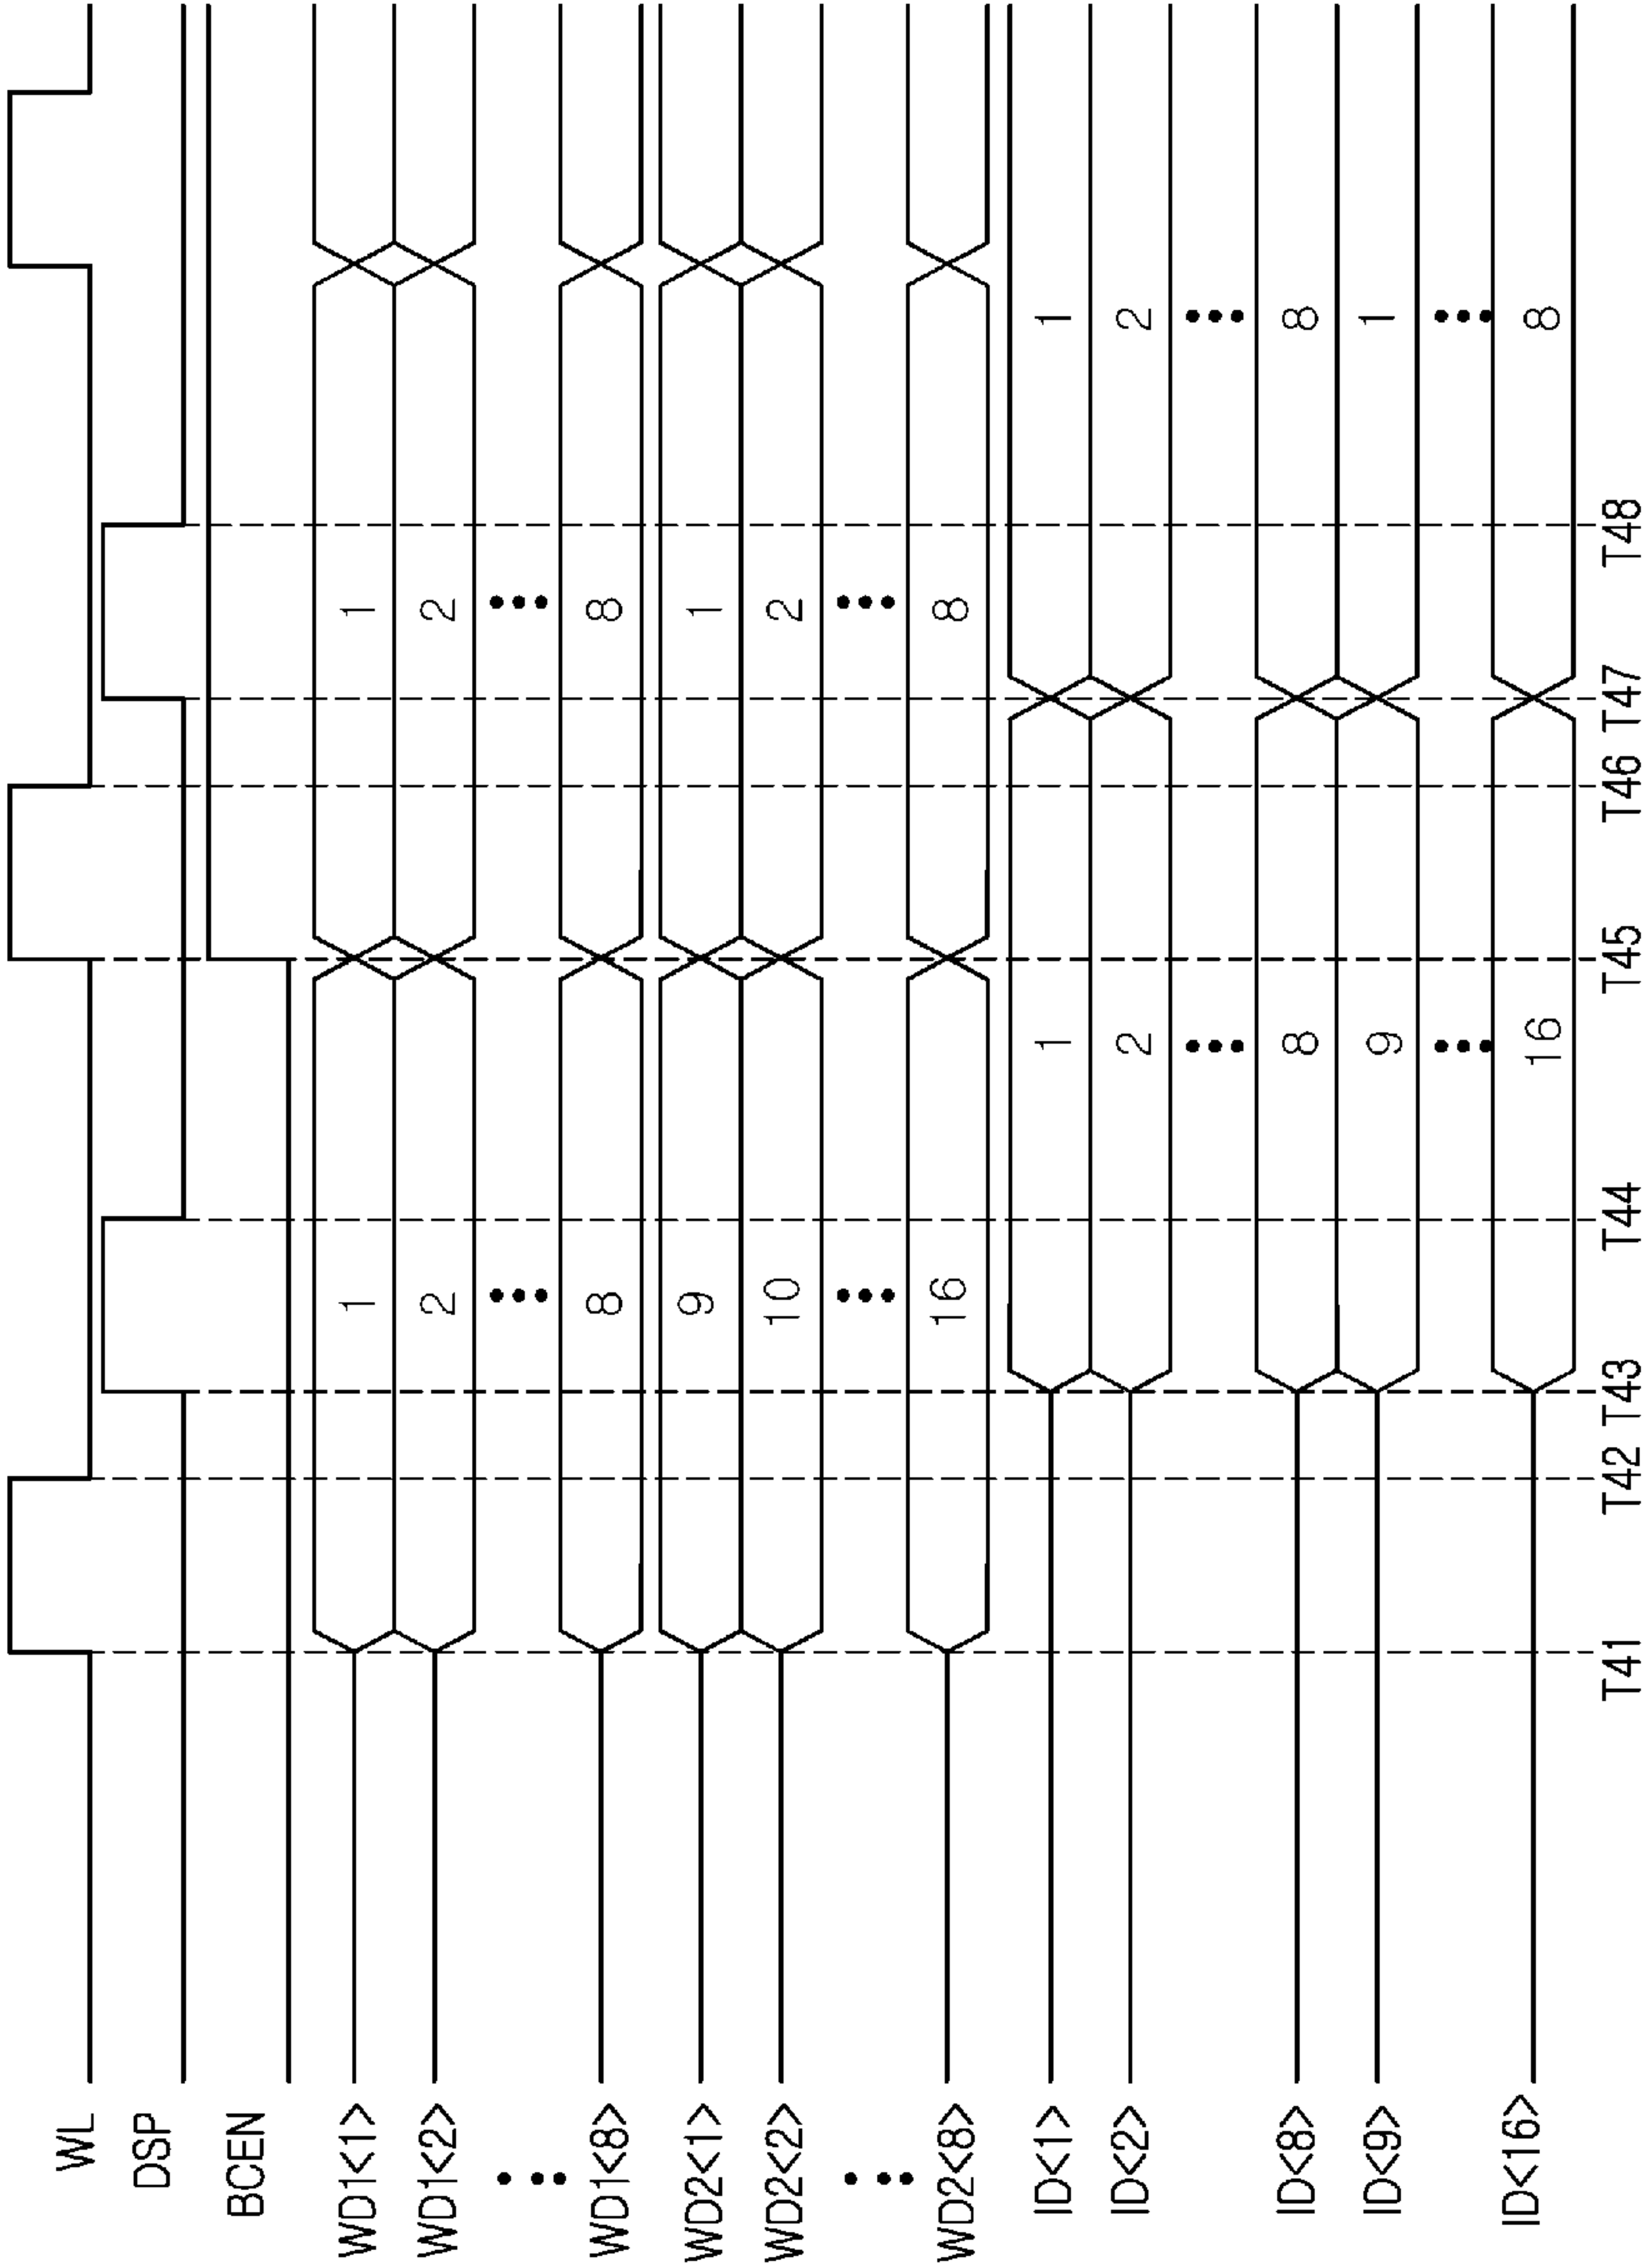 WL
DSP
BCEN
WD1<1> 1 1
WD1<2> 2 2
••• ••• •••
WD1<8> 8 8
WD2<1> 9 1
WD2<2> 10 2
••• ••• •••
WD2<8> 16 8
ID<1> 1 1
ID<2> 2 2
••• •••
ID<8> 8 8
ID<9> 9 1
••• •••
ID<16> 16 8
T41 T42 T43 T44 T45 T46 T47 T48